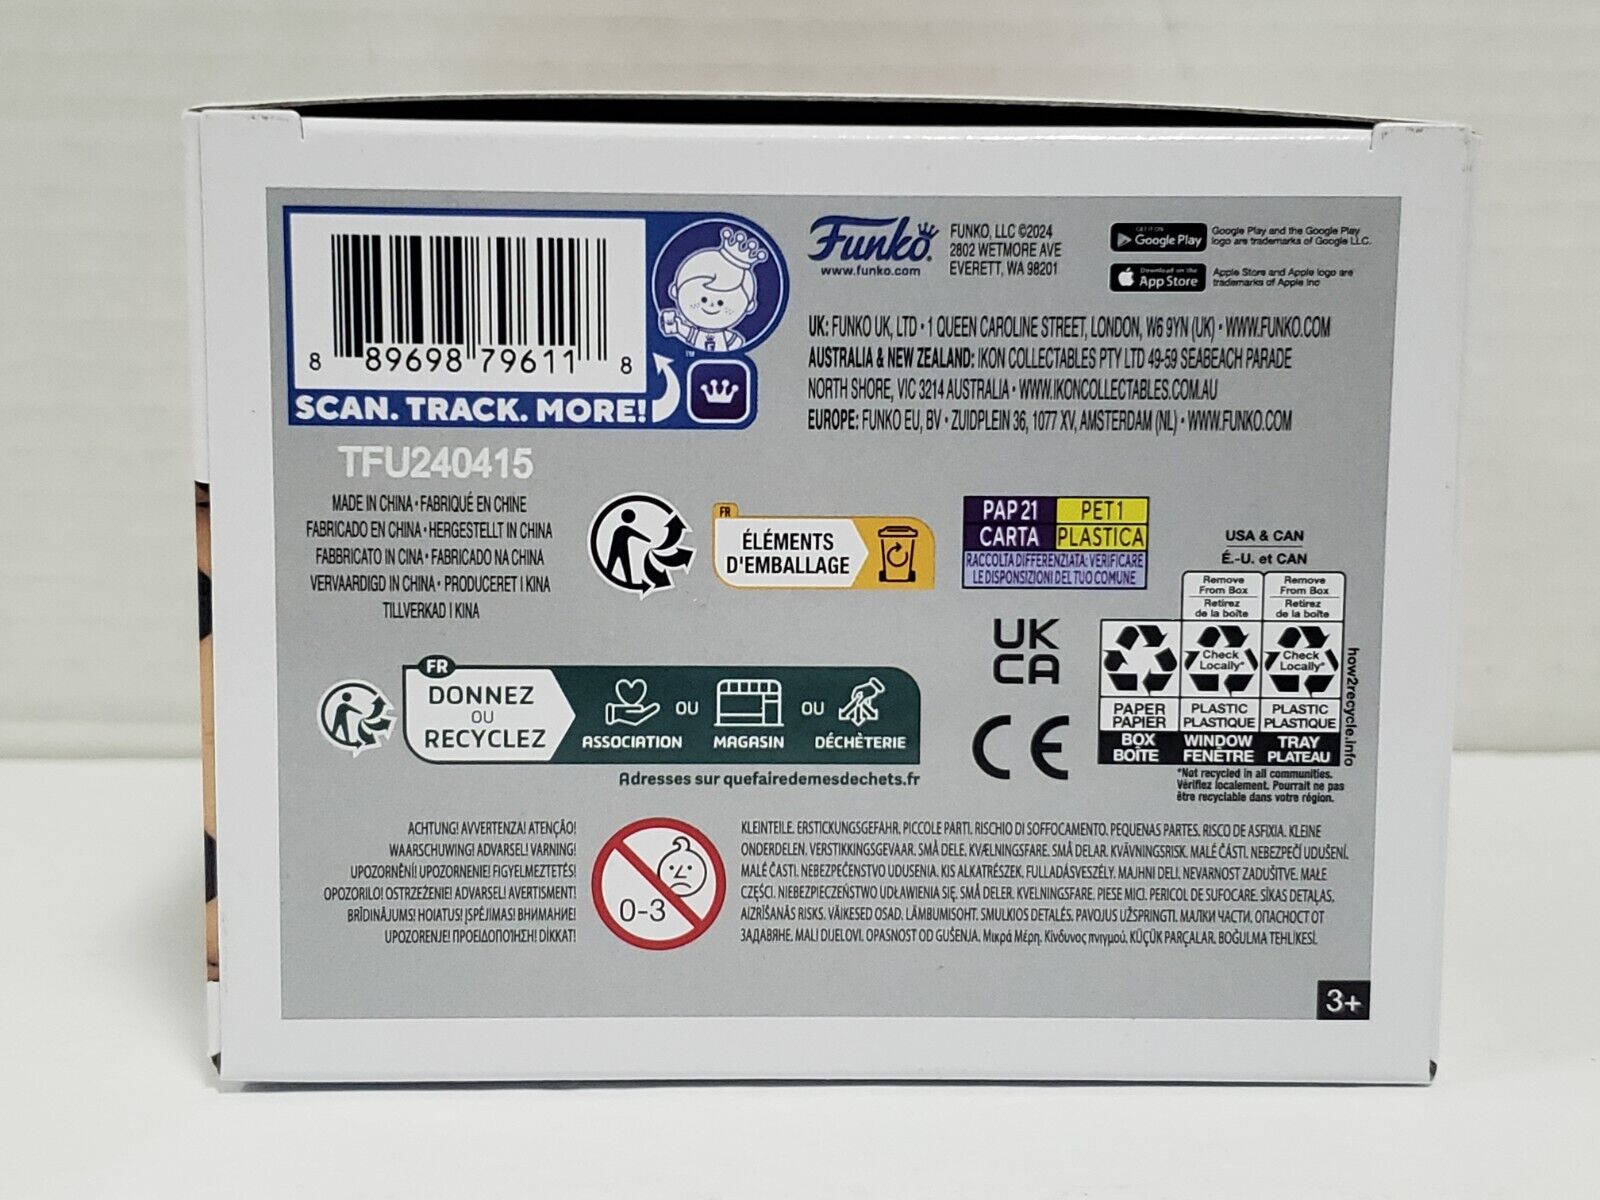 8 89698 79611 8
SCAN. TRACK. MORE!
TM
Funko®
www.funko.com
FUNKO, LLC ©2024
2802 WETMORE AVE
EVERETT, WA 98201
GET IT ON
Google Play
Google Play and the Google Play
logo are trademarks of Google LLC.
Download on the
App Store
Apple Store and Apple logo are
trademarks of Apple Inc
UK: FUNKO UK, LTD • 1 QUEEN CAROLINE STREET, LONDON, W6 9YN (UK) • WWW.FUNKO.COM
AUSTRALIA & NEW ZEALAND: IKON COLLECTABLES PTY LTD 49-59 SEABEACH PARADE
NORTH SHORE, VIC 3214 AUSTRALIA • WWW.IKONCOLLECTABLES.COM.AU
EUROPE: FUNKO EU, BV • ZUIDPLEIN 36, 1077 XV, AMSTERDAM (NL) • WWW.FUNKO.COM
TFU240415
MADE IN CHINA • FABRIQUÉ EN CHINE
FABRICADO EN CHINA • HERGESTELLT IN CHINA
FABBRICATO IN CINA • FABRICADO NA CHINA
VERVAARDIGD IN CHINA • PRODUCERET I KINA
TILLVERKAD I KINA
FR
ÉLÉMENTS
D'EMBALLAGE
PAP 21
CARTA
PET 1
PLASTICA
RACCOLTA DIFFERENZIATA: VERIFICARE
LE DISPOSIZIONI DEL TUO COMUNE
USA & CAN
É.-U. et CAN
Remove
From Box
Retirez
de la boîte
Remove
From Box
Retirez
de la boîte
Check
Locally*
Check
Locally*
PAPER
PAPIER
BOX
BOÎTE
PLASTIC
PLASTIQUE
WINDOW
FENÊTRE
PLASTIC
PLASTIQUE
TRAY
PLATEAU
how2recycle.info
*Not recycled in all communities.
Vérifiez localement. Pourrait ne pas
être recyclable dans votre région.
UK
CA
CE
FR
DONNEZ
OU
RECYCLEZ
ASSOCIATION
OU
MAGASIN
OU
DÉCHÈTERIE
Adresses sur quefairedemesdechets.fr
ACHTUNG! AVVERTENZA! ATENÇÃO!
WAARSCHUWING! ADVARSEL! VARNING!
UPOZORNĚNÍ! UPOZORNENIE! FIGYELMEZTETÉS!
OPOZORILO! OSTRZEŻENIE! ADVARSEL! AVERTISMENT!
BRĪDINĀJUMS! HOIATUS! ĮSPĖJIMAS! ВНИМАНИЕ!
UPOZORENJE! ΠΡΟΕΙΔΟΠΟΊΗΣΗ! DİKKAT!
0-3
KLEINTEILE. ERSTICKUNGSGEFAHR. PICCOLE PARTI. RISCHIO DI SOFFOCAMENTO. PEQUENAS PARTES. RISCO DE ASFIXIA. KLEINE
ONDERDELEN. VERSTIKKINGSGEVAAR. SMÅ DELE. KVÆLNINGSFARE. SMÅ DELAR. KVÄVNINGSRISK. MALÉ ČÁSTI. NEBEZPEČÍ UDUŠENÍ.
MALÉ ČASTI. NEBEZPEČENSTVO UDUSENIA. KIS ALKATRÉSZEK. FULLADÁSVESZÉLY. MAJHNI DELI. NEVARNOST ZADUŠITVE. MAŁE
CZĘŚCI. NIEBEZPIECZEŃSTWO UDŁAWIENIA SIĘ. SMÅ DELER. KVELNINGSFARE. PIESE MICI. PERICOL DE SUFOCARE. SĪKAS DETAĻAS,
AIZRĪŠANĀS RISKS. VÄIKESED OSAD. LÄMBUMISOHT. SMULKIOS DETALĖS. PAVOJUS UŽSPRINGTI. МАЛКИ ЧАСТИ, ОПАСНОСТ ОТ
ЗАДАВЯНЕ. MALI DIJELOVI. OPASNOST OD GUŠENJA. Μικρά Μέρη. Κίνδυνος πνιγμού. KÜÇÜK PARÇALAR. BOĞULMA TEHLİKESİ.
3+